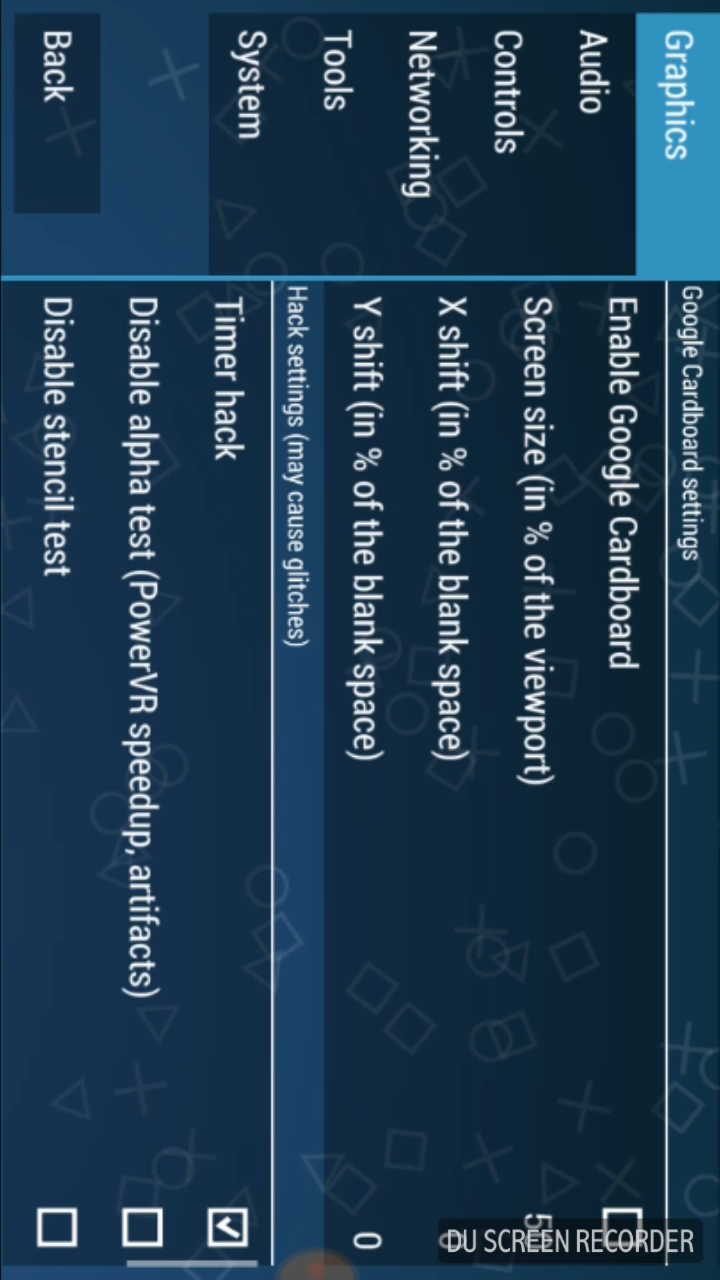 Graphics
Audio
Controls
Networking
Tools
System
Back
Google Cardboard settings
Enable Google Cardboard
Screen size (in % of the viewport)
X shift (in % of the blank space)
Y shift (in % of the blank space) 0
Hack settings (may cause glitches)
Timer hack
Disable alpha test (PowerVR speedup, artifacts)
Disable stencil test
DU SCREEN RECORDER